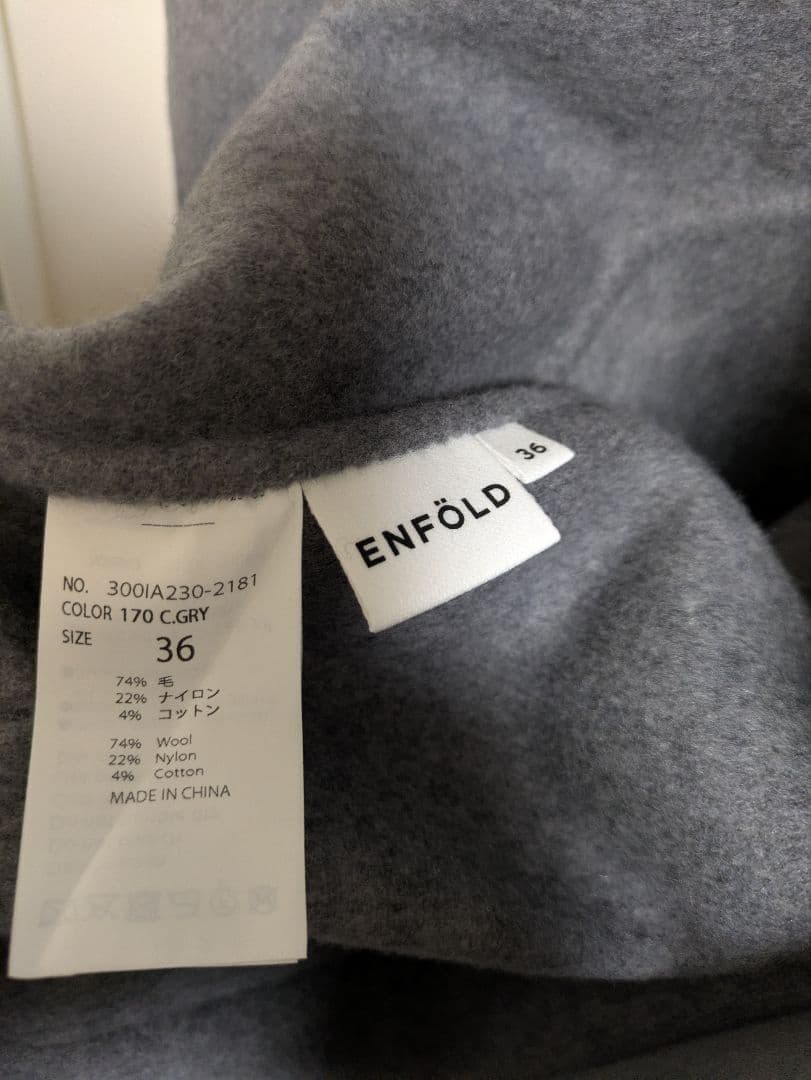 36
ENFÖLD
NO. 300IA230-2181
COLOR 170 C.GRY
SIZE 36
74% 毛
22% ナイロン
4% コットン
74% Wool
22% Nylon
4% Cotton
MADE IN CHINA